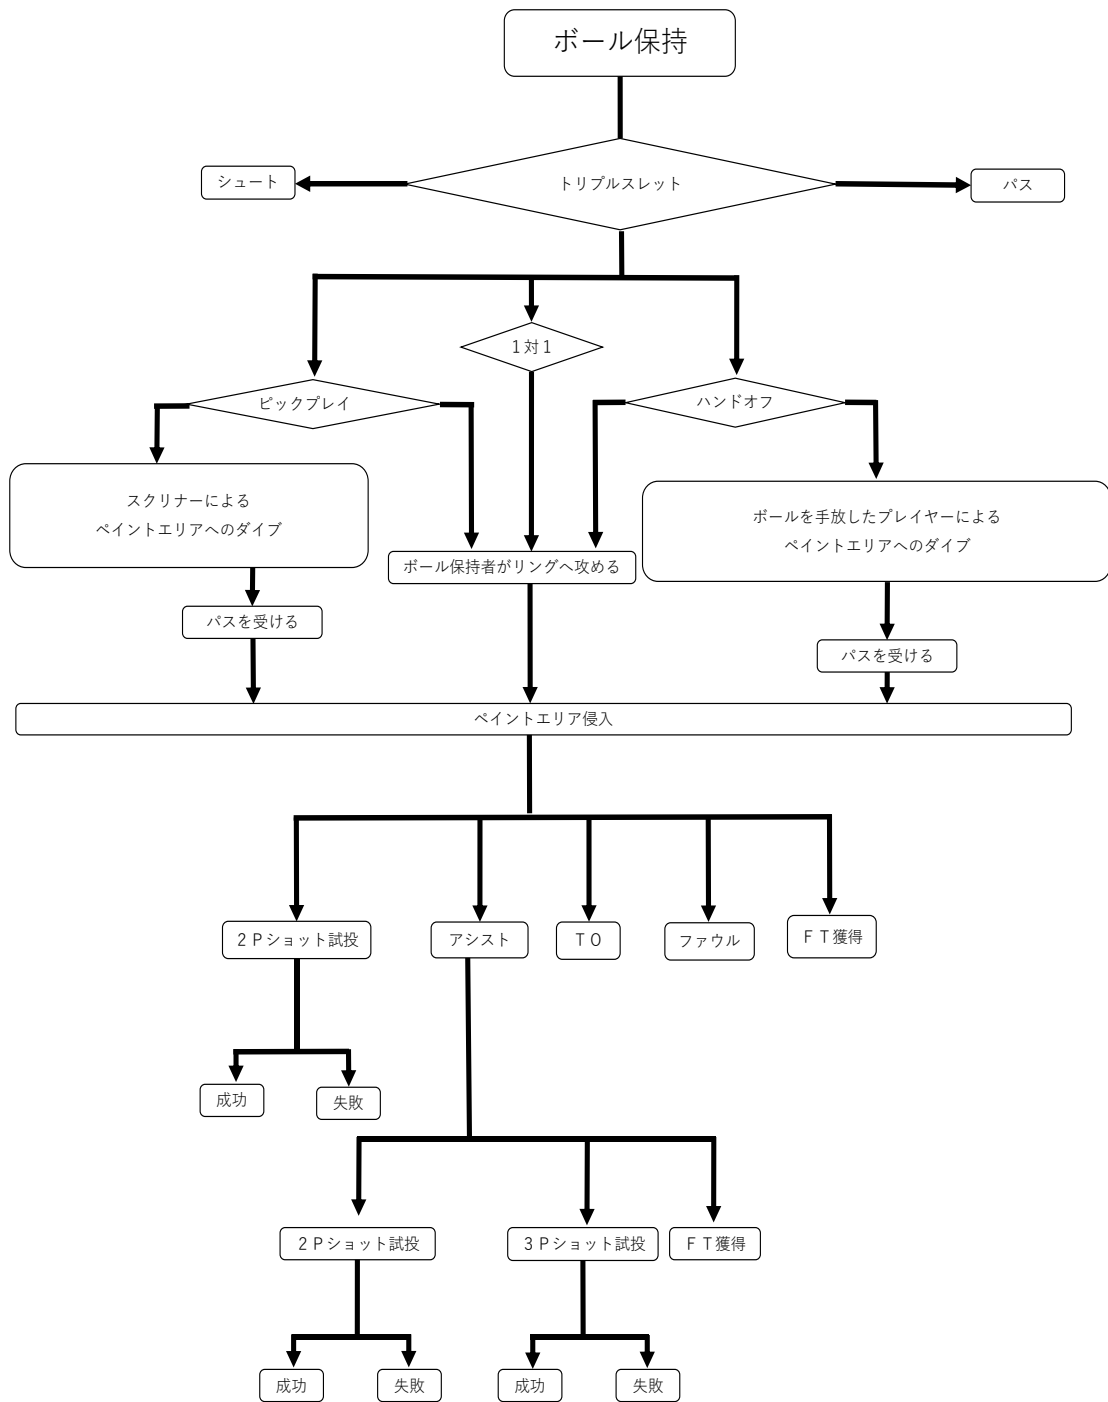 ボール保持
シュート
トリプルスレット
パス
1対1
ピックプレイ
ハンドオフ
スクリナーによる
ペイントエリアへのダイブ
ボールを手放したプレイヤーによる
ペイントエリアへのダイブ
ボール保持者がリングへ攻める
パスを受ける
パスを受ける
ペイントエリア侵入
2Pショット試投
アシスト
TO
ファウル
FT獲得
成功
失敗
2Pショット試投
3Pショット試投
FT獲得
成功
失敗
成功
失敗